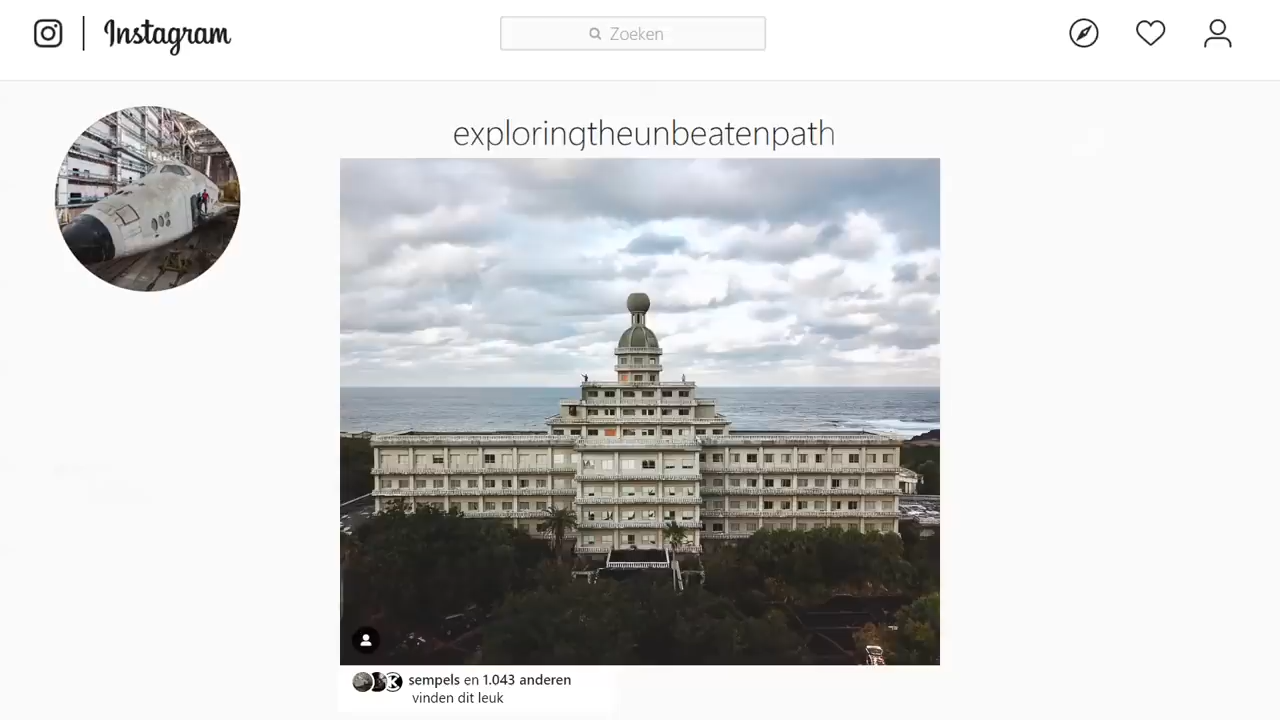 Instagram
Zoeken
exploringtheunbeatenpath
sempels en 1.043 anderen
vinden dit leuk